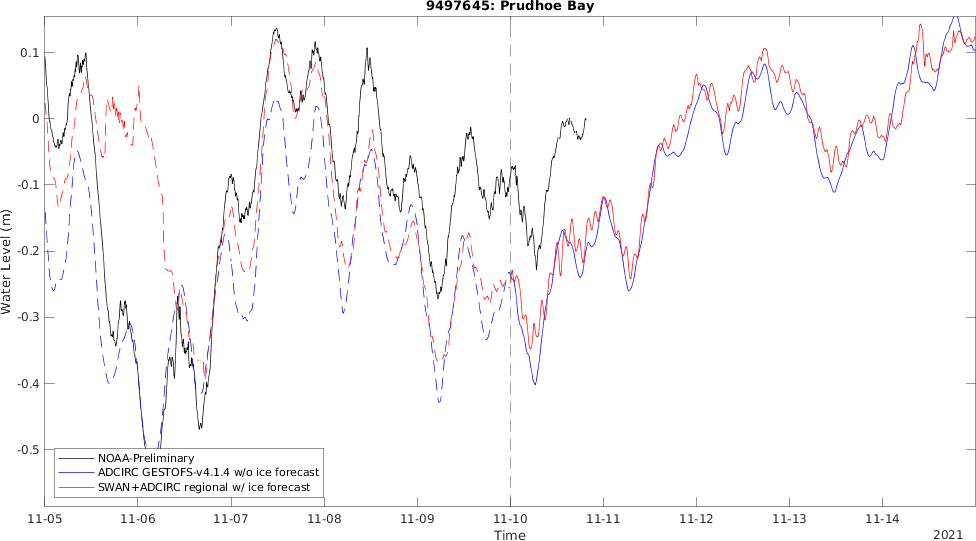 9497645: Prudhoe Bay
Water Level (m)
0.1
0
-0.1
-0.2
-0.3
-0.4
-0.5
NOAA-Preliminary
ADCIRC GESTOFS-v4.1.4 w/o ice forecast
SWAN+ADCIRC regional w/ ice forecast
11-05 11-06 11-07 11-08 11-09 11-10 11-11 11-12 11-13 11-14
Time
2021